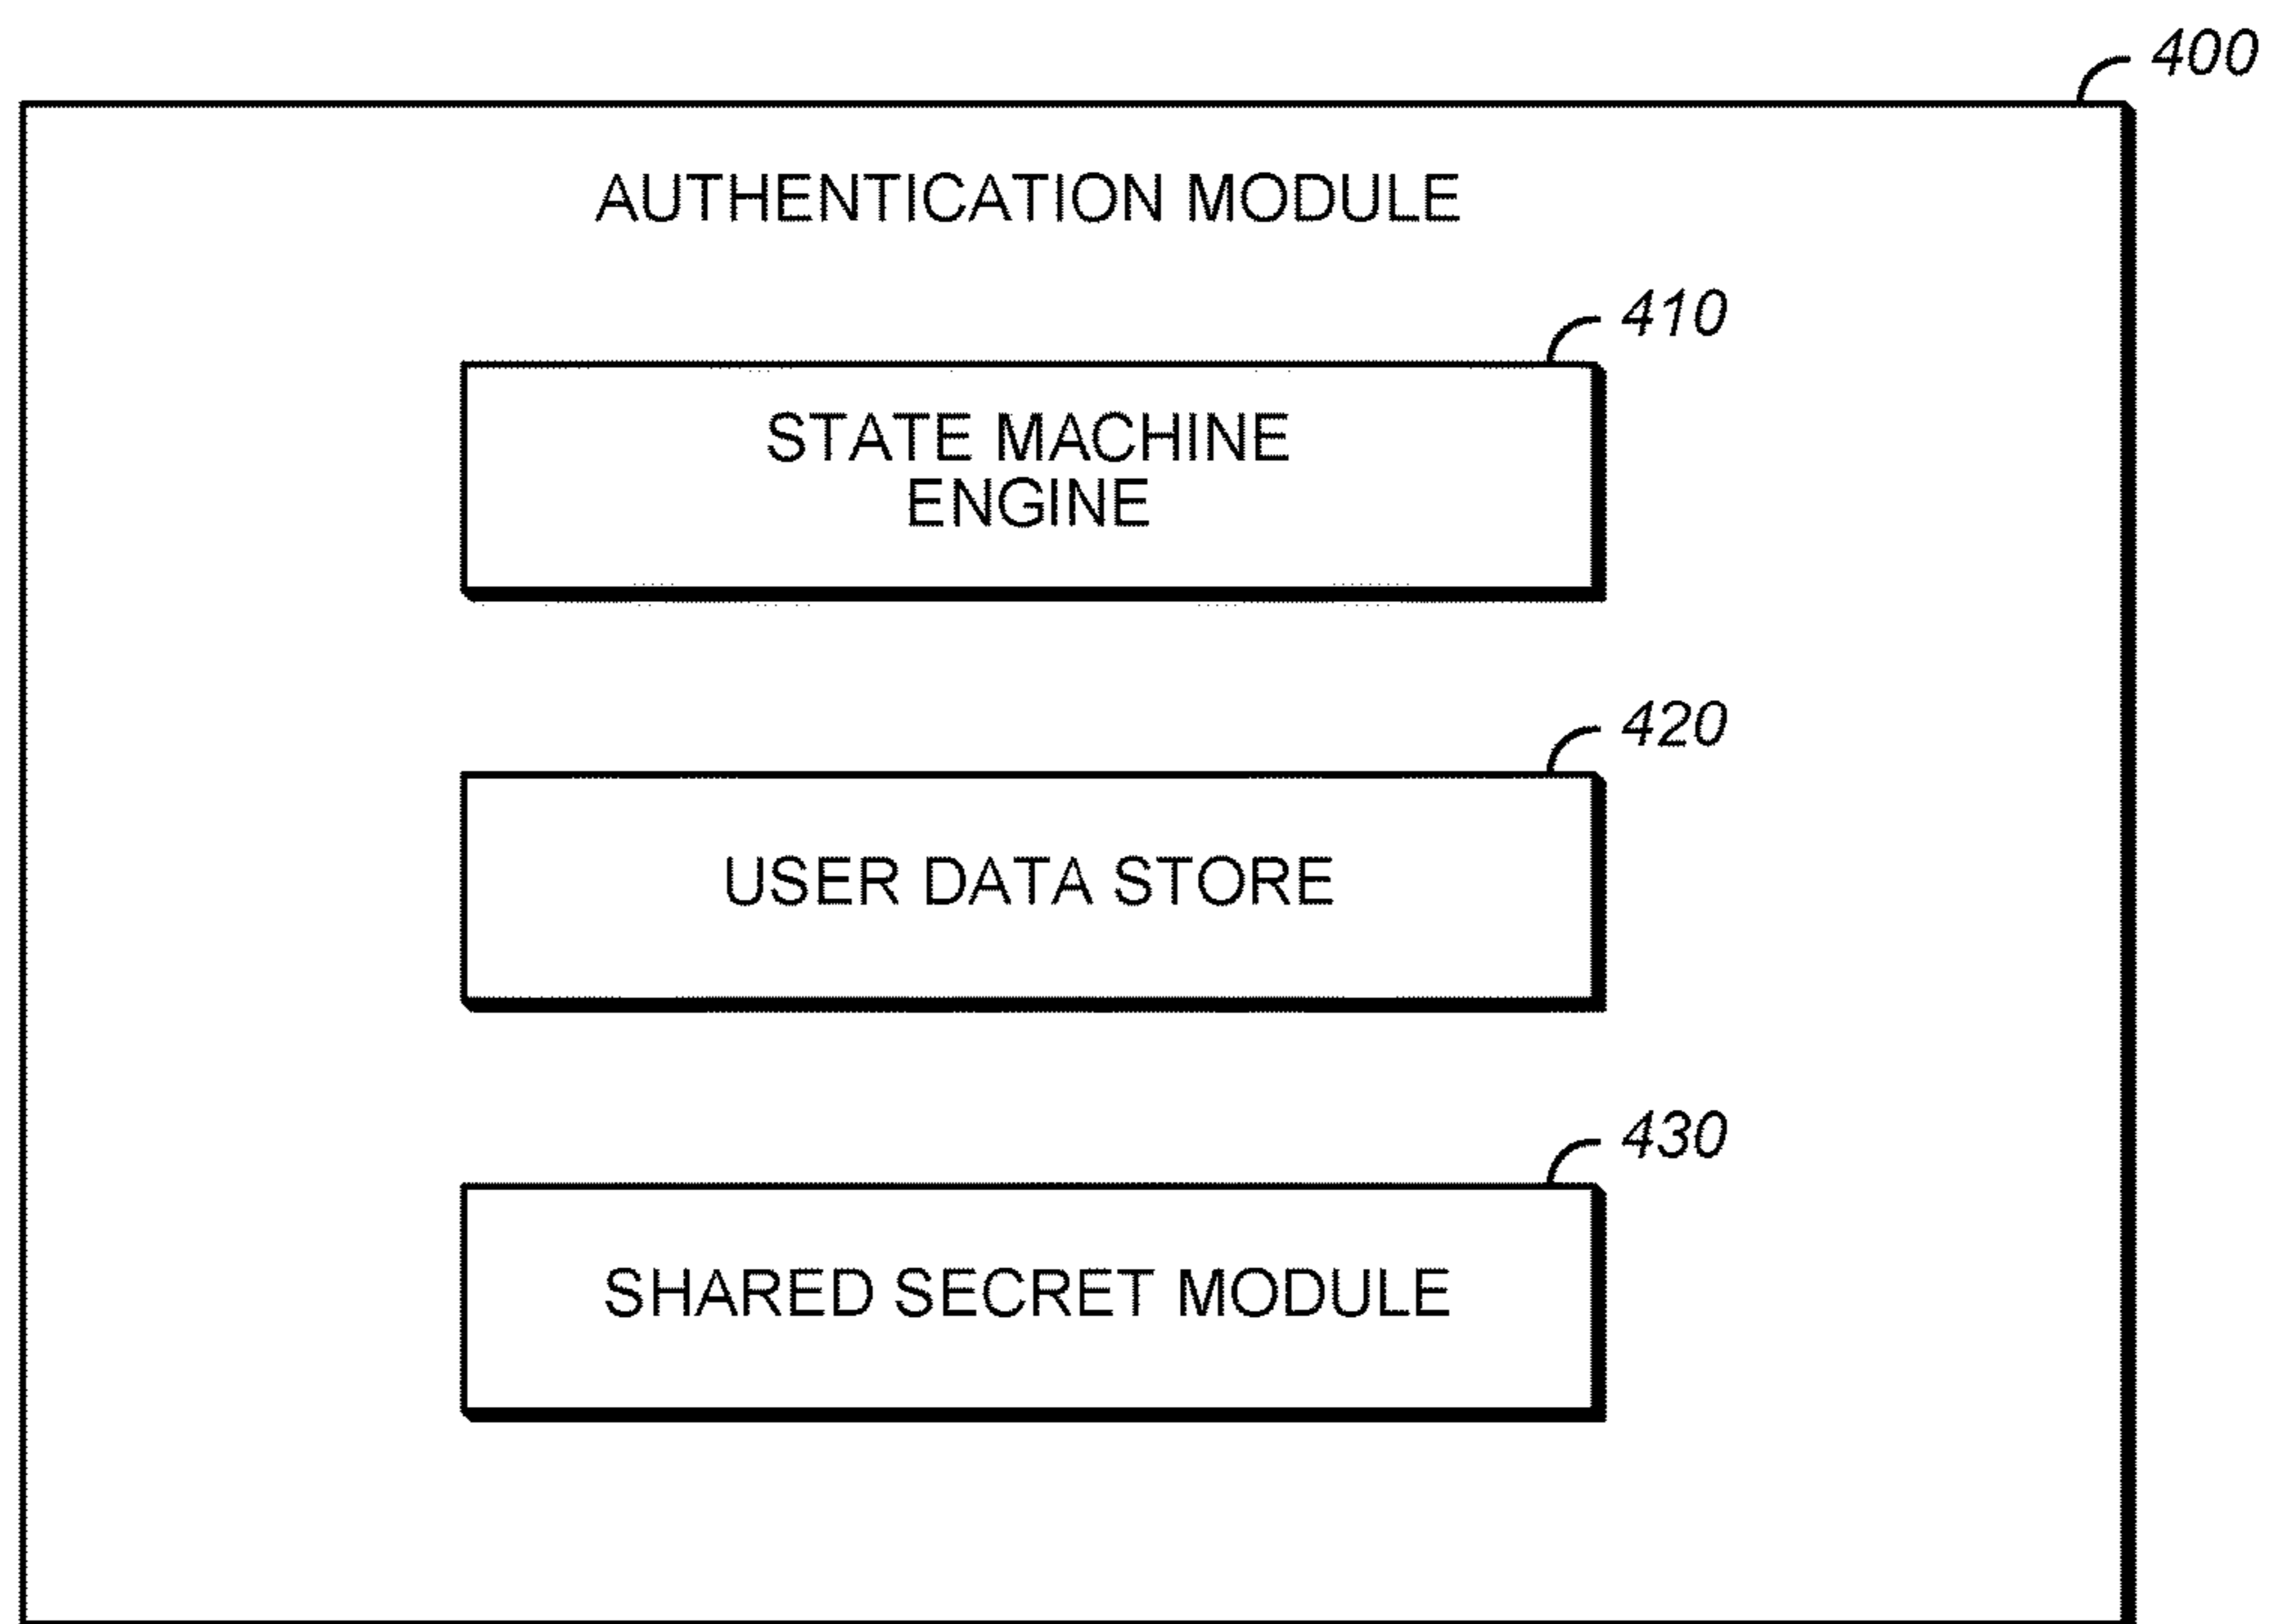 400
AUTHENTICATION MODULE
410
STATE MACHINE
ENGINE
420
USER DATA STORE
430
SHARED SECRET MODULE